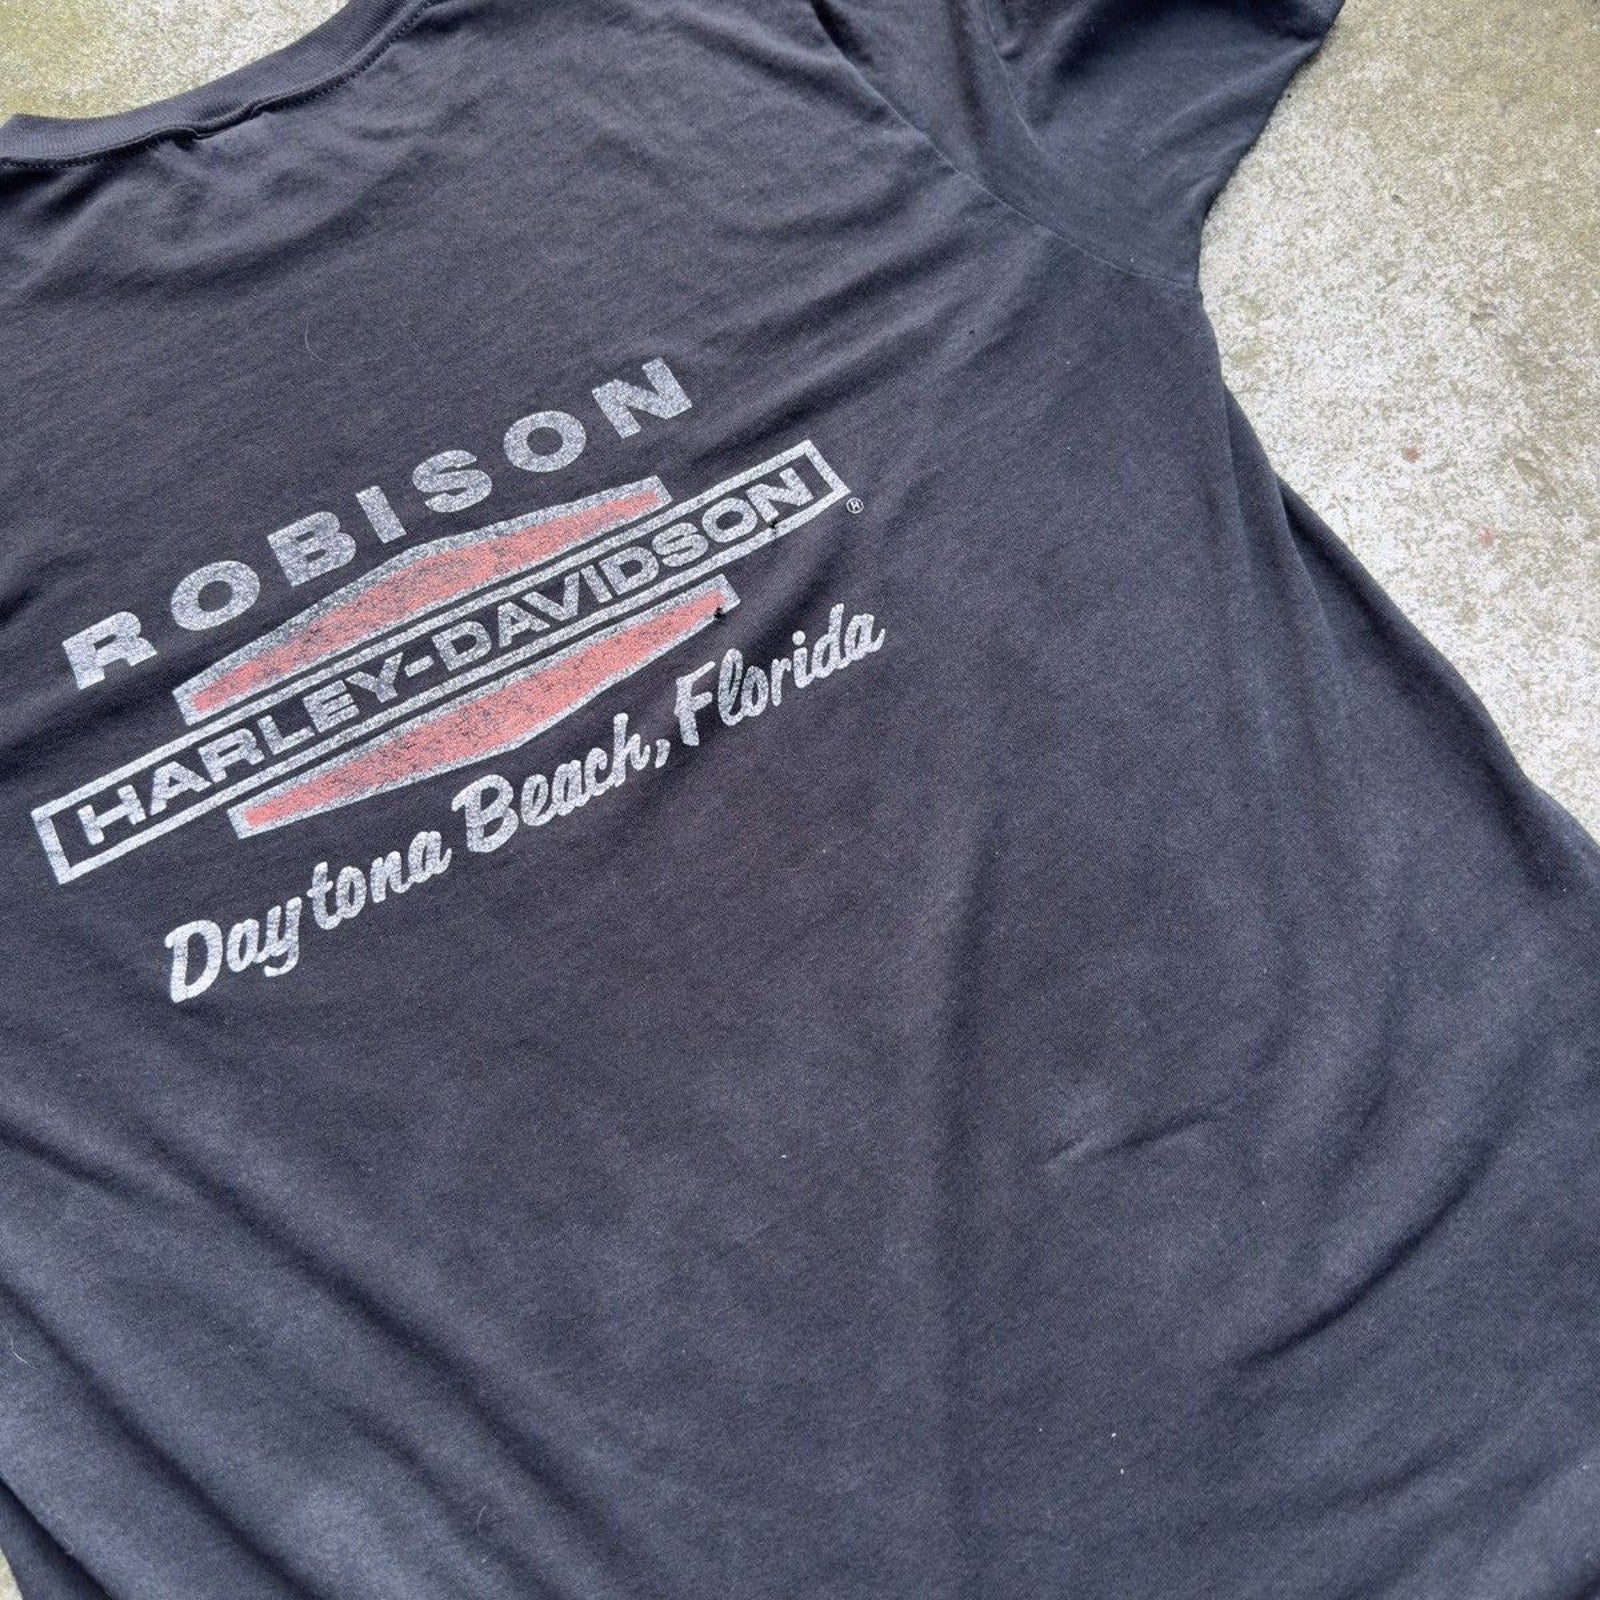 ROBISON
HARLEY-DAVIDSON
Daytona Beach, Florida